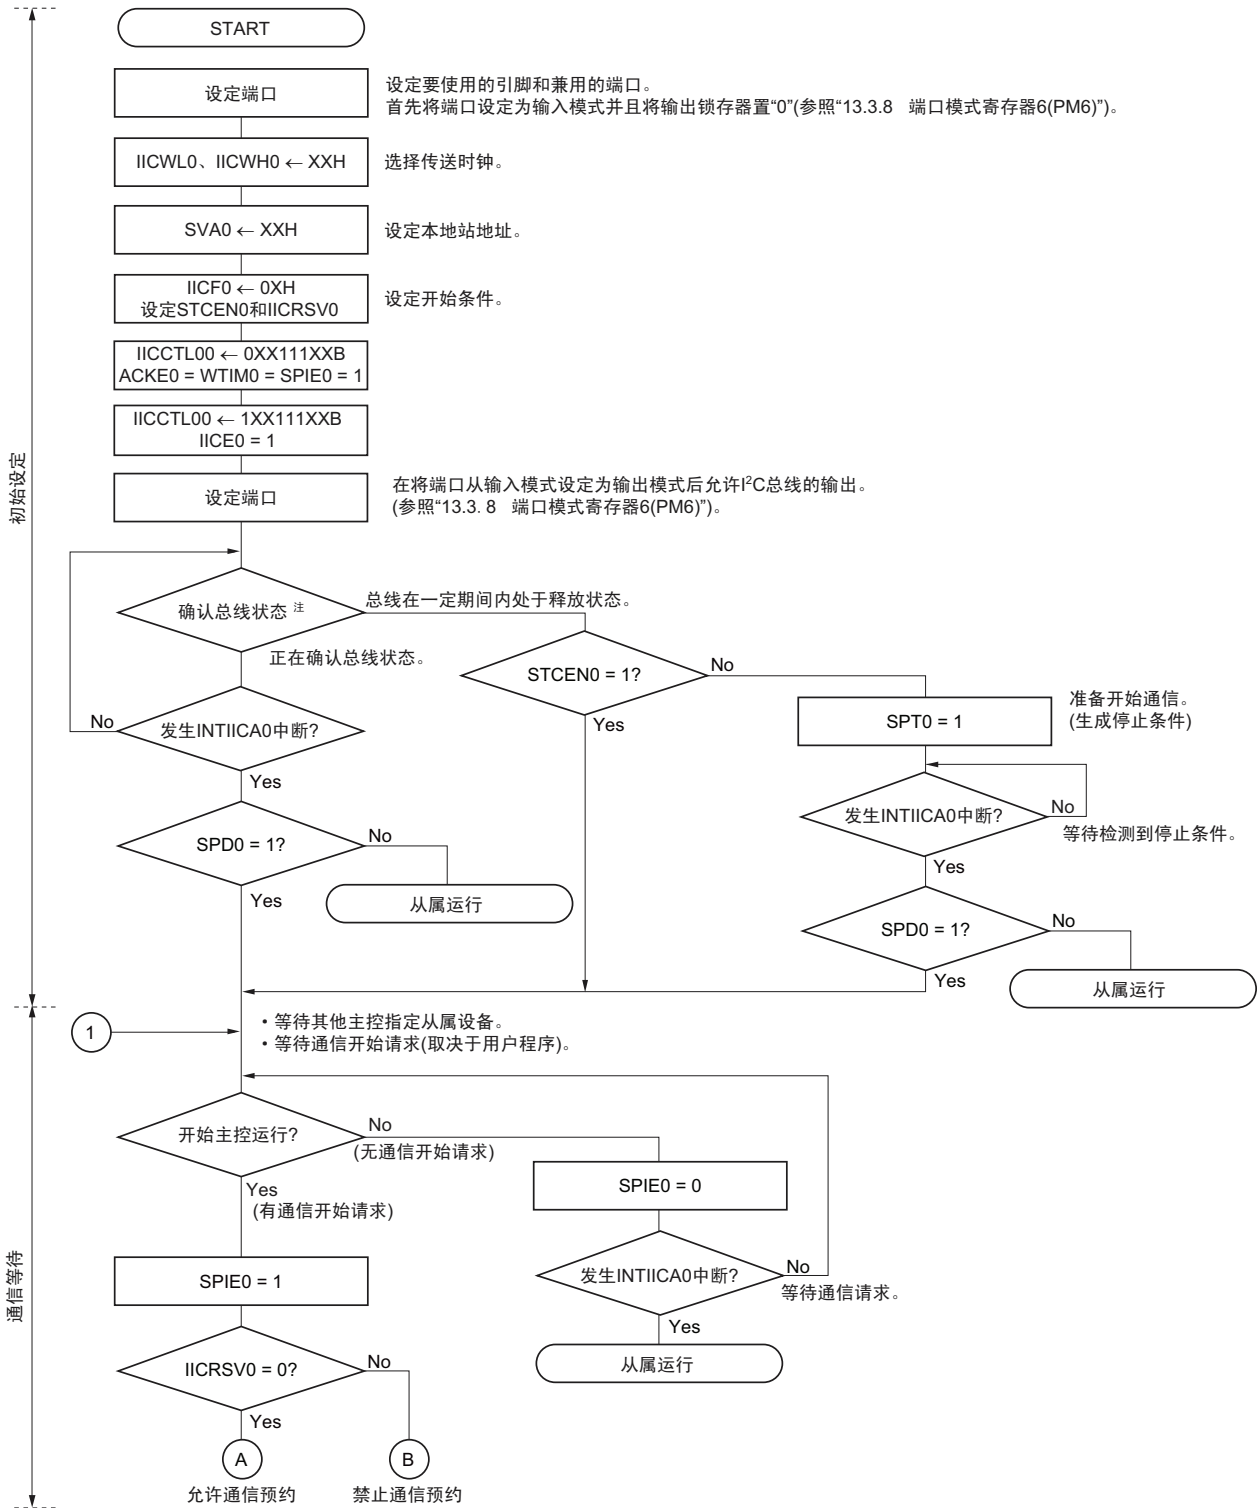 START
设定端口
设定要使用的引脚和兼用的端口。
首先将端口设定为输入模式并且将输出锁存器置“0”(参照“13.3.8 端口模式寄存器6(PM6)”)。
IICWL0、IICWH0 ← XXH
选择传送时钟。
SVA0 ← XXH
设定本地站地址。
IICF0 ← 0XH
设定STCEN0和IICRSV0
设定开始条件。
IICCTL00 ← 0XX111XXB
ACKE0 = WTIM0 = SPIE0 = 1
IICCTL00 ← 1XX111XXB
IICE0 = 1
初始设定
设定端口
在将端口从输入模式设定为输出模式后允许I²C总线的输出。
(参照“13.3. 8 端口模式寄存器6(PM6)”)。
确认总线状态 注
总线在一定期间内处于释放状态。
正在确认总线状态。
STCEN0 = 1?
No
Yes
SPT0 = 1
准备开始通信。
(生成停止条件)
No
发生INTIICA0中断?
Yes
发生INTIICA0中断?
No
等待检测到停止条件。
Yes
SPD0 = 1?
No
Yes
从属运行
SPD0 = 1?
No
Yes
从属运行
1
・等待其他主控指定从属设备。
・等待通信开始请求(取决于用户程序)。
开始主控运行?
No
(无通信开始请求)
Yes
(有通信开始请求)
SPIE0 = 0
通信等待
SPIE0 = 1
发生INTIICA0中断?
No
等待通信请求。
Yes
从属运行
IICRSV0 = 0?
No
Yes
A
B
允许通信预约
禁止通信预约